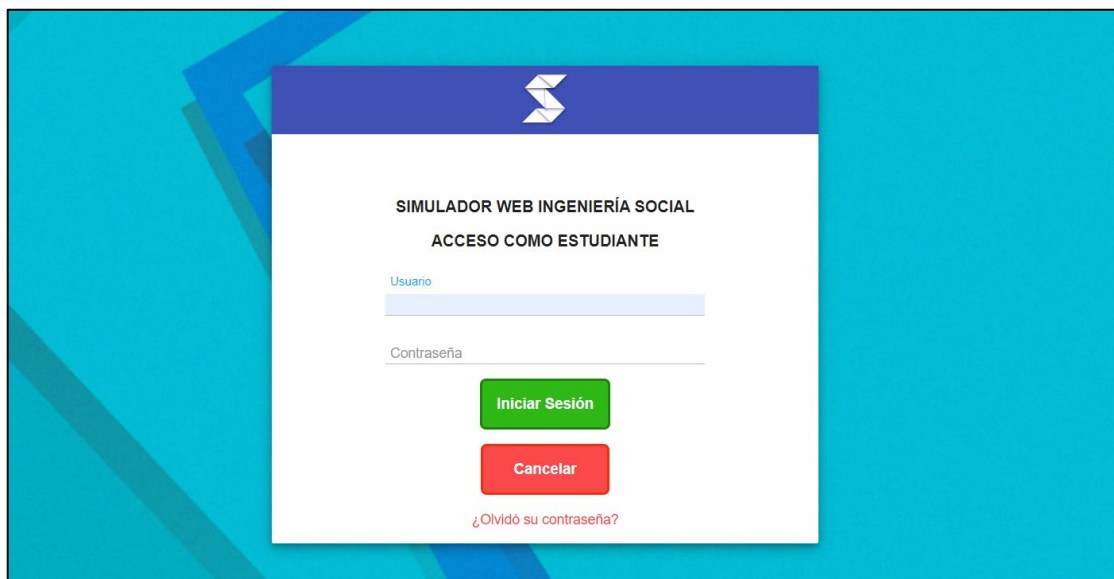 SIMULADOR WEB INGENIERÍA SOCIAL
ACCESO COMO ESTUDIANTE
Usuario
Contraseña
Iniciar Sesión
Cancelar
¿Olvidó su contraseña?